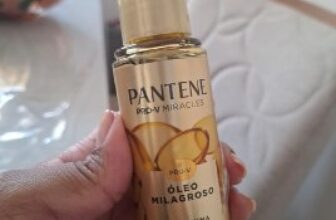 PANTENE
PRO-V MIRACLES
PRO-V
ÓLEO
MILAGROSO